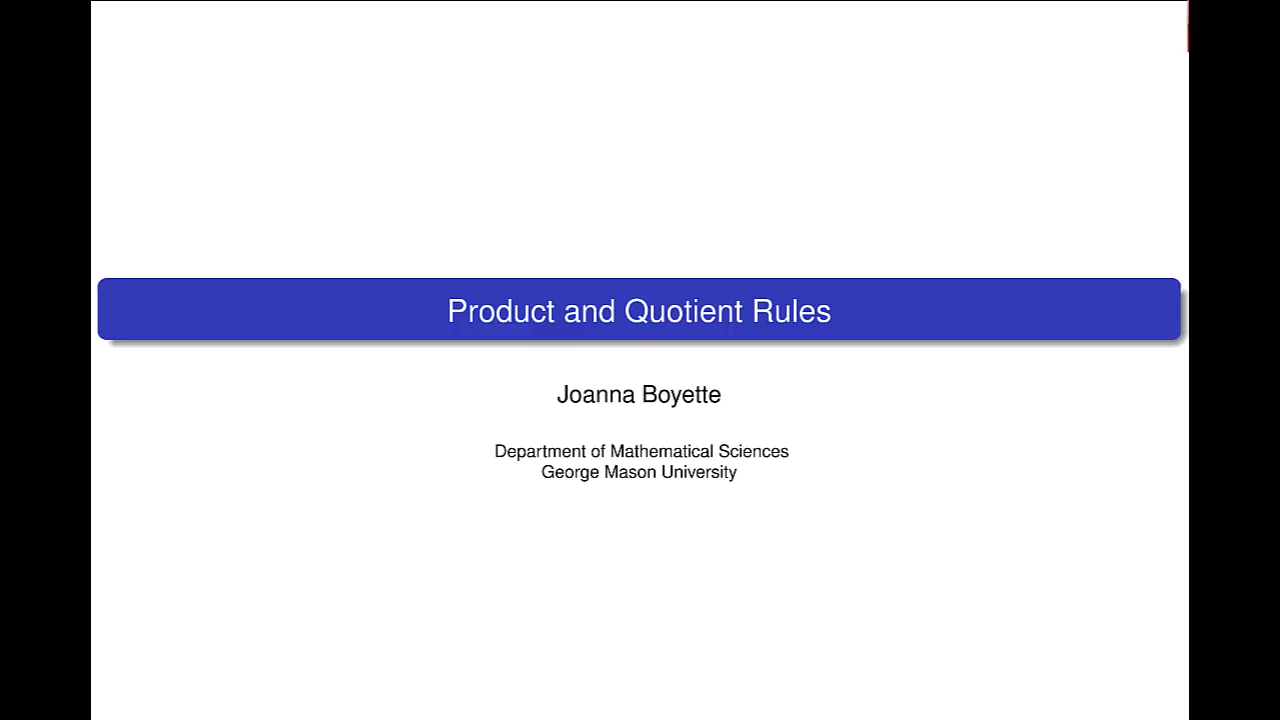 Product and Quotient Rules
Joanna Boyette
Department of Mathematical Sciences
George Mason University